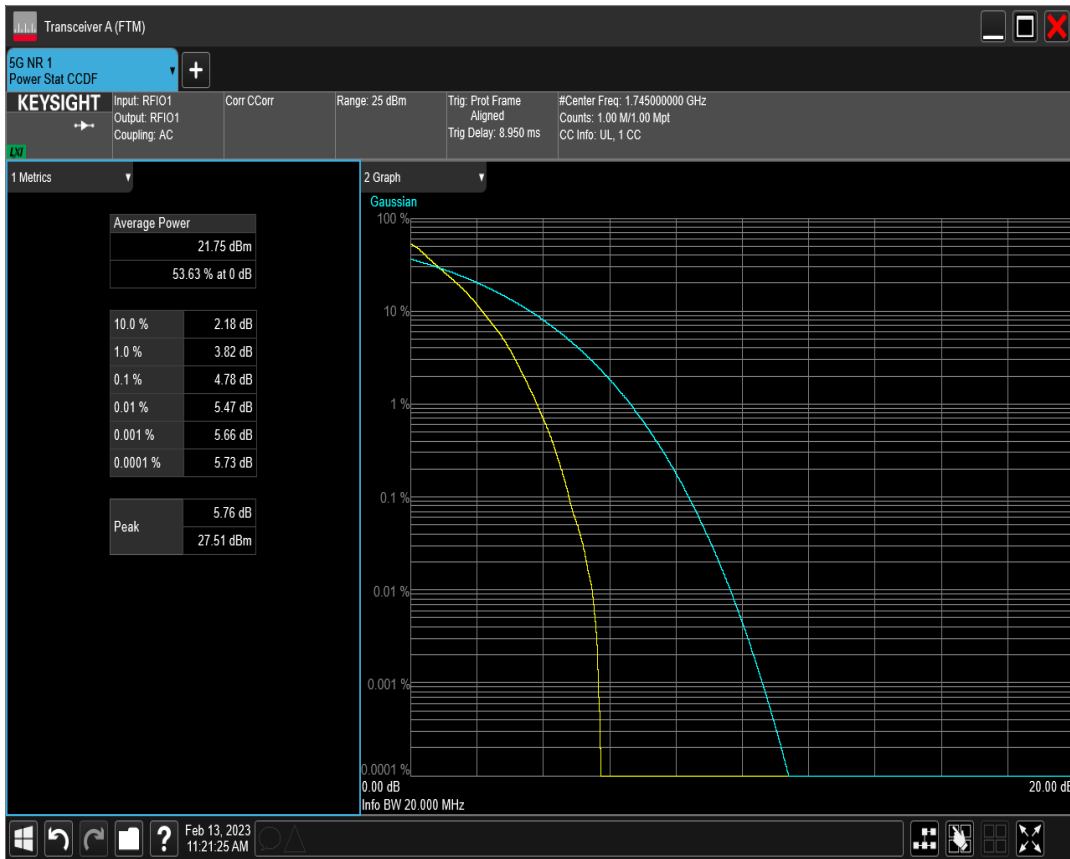 Transceiver A (FTM)
5G NR 1
Power Stat CCDF
+
KEYSIGHT
LXI
Input: RFIO1
Output: RFIO1
Coupling: AC
Corr CCorr
Range: 25 dBm
Trig: Prot Frame
Aligned
Trig Delay: 8.950 ms
#Center Freq: 1.745000000 GHz
Counts: 1.00 M/1.00 Mpt
CC Info: UL, 1 CC
1 Metrics
Average Power
21.75 dBm
53.63 % at 0 dB
10.0 % 2.18 dB
1.0 % 3.82 dB
0.1 % 4.78 dB
0.01 % 5.47 dB
0.001 % 5.66 dB
0.0001 % 5.73 dB
Peak
5.76 dB
27.51 dBm
2 Graph
Gaussian
100 %
10 %
1 %
0.1 %
0.01 %
0.001 %
0.0001 %
0.00 dB 20.00 dB
Info BW 20.000 MHz
?
Feb 13, 2023
11:21:25 AM